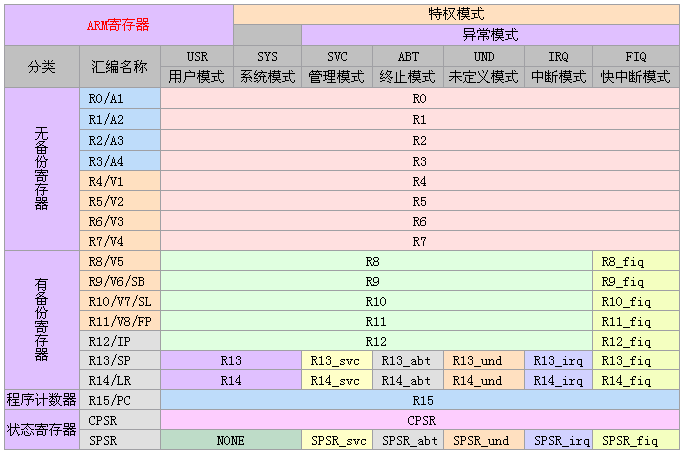 ARM寄存器 特权模式
异常模式
USR SYS SVC ABT UND IRQ FIQ
分类 汇编名称 用户模式 系统模式 管理模式 终止模式 未定义模式 中断模式 快中断模式
无备份寄存器
R0/A1 R0
R1/A2 R1
R2/A3 R2
R3/A4 R3
R4/V1 R4
R5/V2 R5
R6/V3 R6
R7/V4 R7
有备份寄存器
R8/V5 R8 R8_fiq
R9/V6/SB R9 R9_fiq
R10/V7/SL R10 R10_fiq
R11/V8/FP R11 R11_fiq
R12/IP R12 R12_fiq
R13/SP R13 R13_svc R13_abt R13_und R13_irq R13_fiq
R14/LR R14 R14_svc R14_abt R14_und R14_irq R14_fiq
程序计数器 R15/PC R15
状态寄存器
CPSR CPSR
SPSR NONE SPSR_svc SPSR_abt SPSR_und SPSR_irq SPSR_fiq